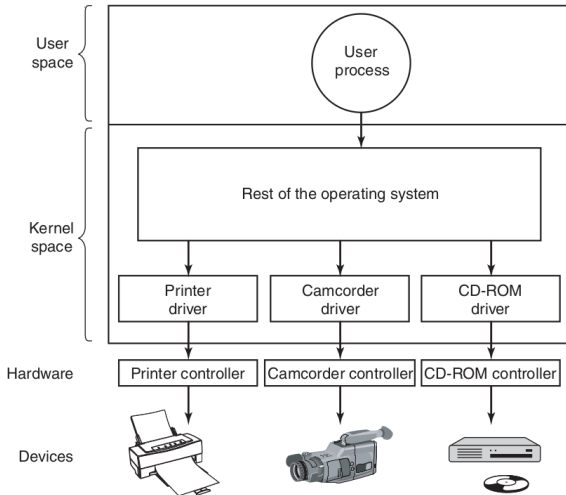 User
space
User
process
Kernel
space
Rest of the operating system
Printer
driver
Camcorder
driver
CD-ROM
driver
Hardware
Printer controller
Camcorder controller
CD-ROM controller
Devices